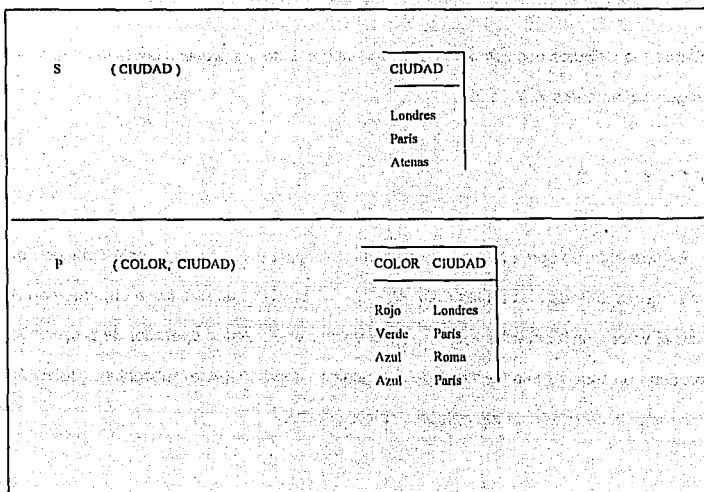 S ( CIUDAD ) CIUDAD
Londres
París
Atenas
P ( COLOR, CIUDAD) COLOR CIUDAD
Rojo Londres
Verde París
Azul Roma
Azul París